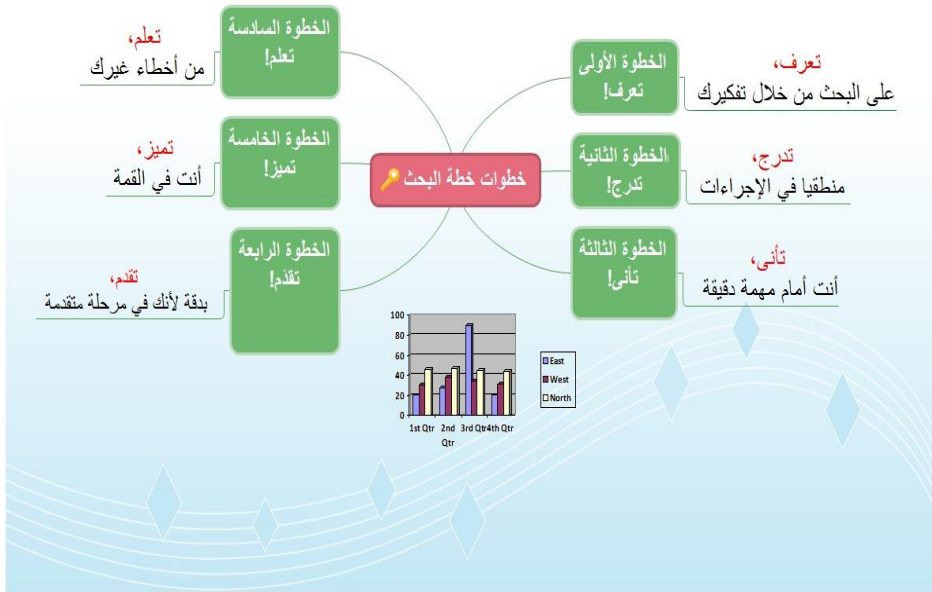 خطوات خطة البحث
الخطوة الأولى
تعرف!
تعرف،
على البحث من خلال تفكيرك
الخطوة الثانية
تدرج!
تدرج،
منطقيا في الإجراءات
الخطوة الثالثة
تأنى!
تأنى،
أنت أمام مهمة دقيقة
الخطوة الرابعة
تقدَم!
تقدم،
بدقة لأنك في مرحلة متقدمة
الخطوة الخامسة
تميز!
تميز،
أنت في القمة
الخطوة السادسة
تعلم!
تعلم،
من أخطاء غيرك
100
80
60
40
20
0
1st Qtr
2nd
Qtr
3rd Qtr
4th Qtr
East
West
North